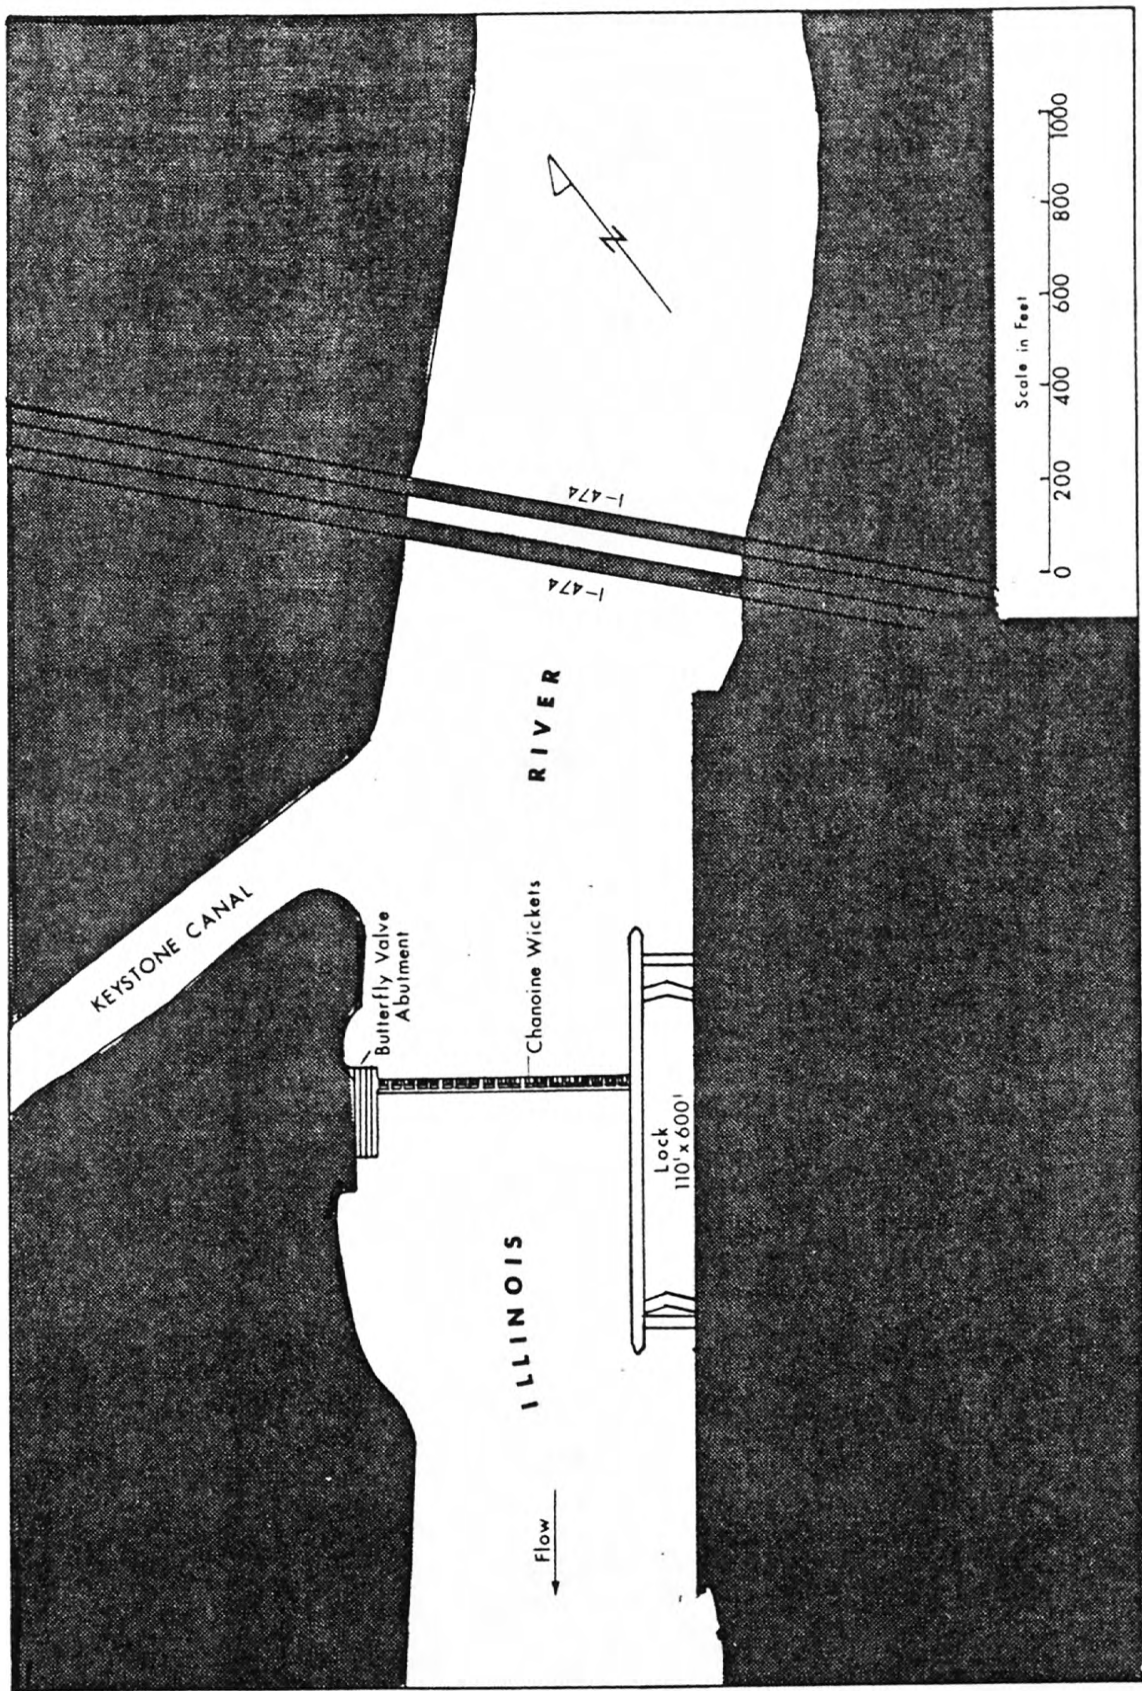 KEYSTONE CANAL
Butterfly Valve
Abutment
Chanoine Wickets
ILLINOIS RIVER
Flow
Lock
110' x 600'
I-474
I-474
N
Scale in Feet
0 200 400 600 800 1000